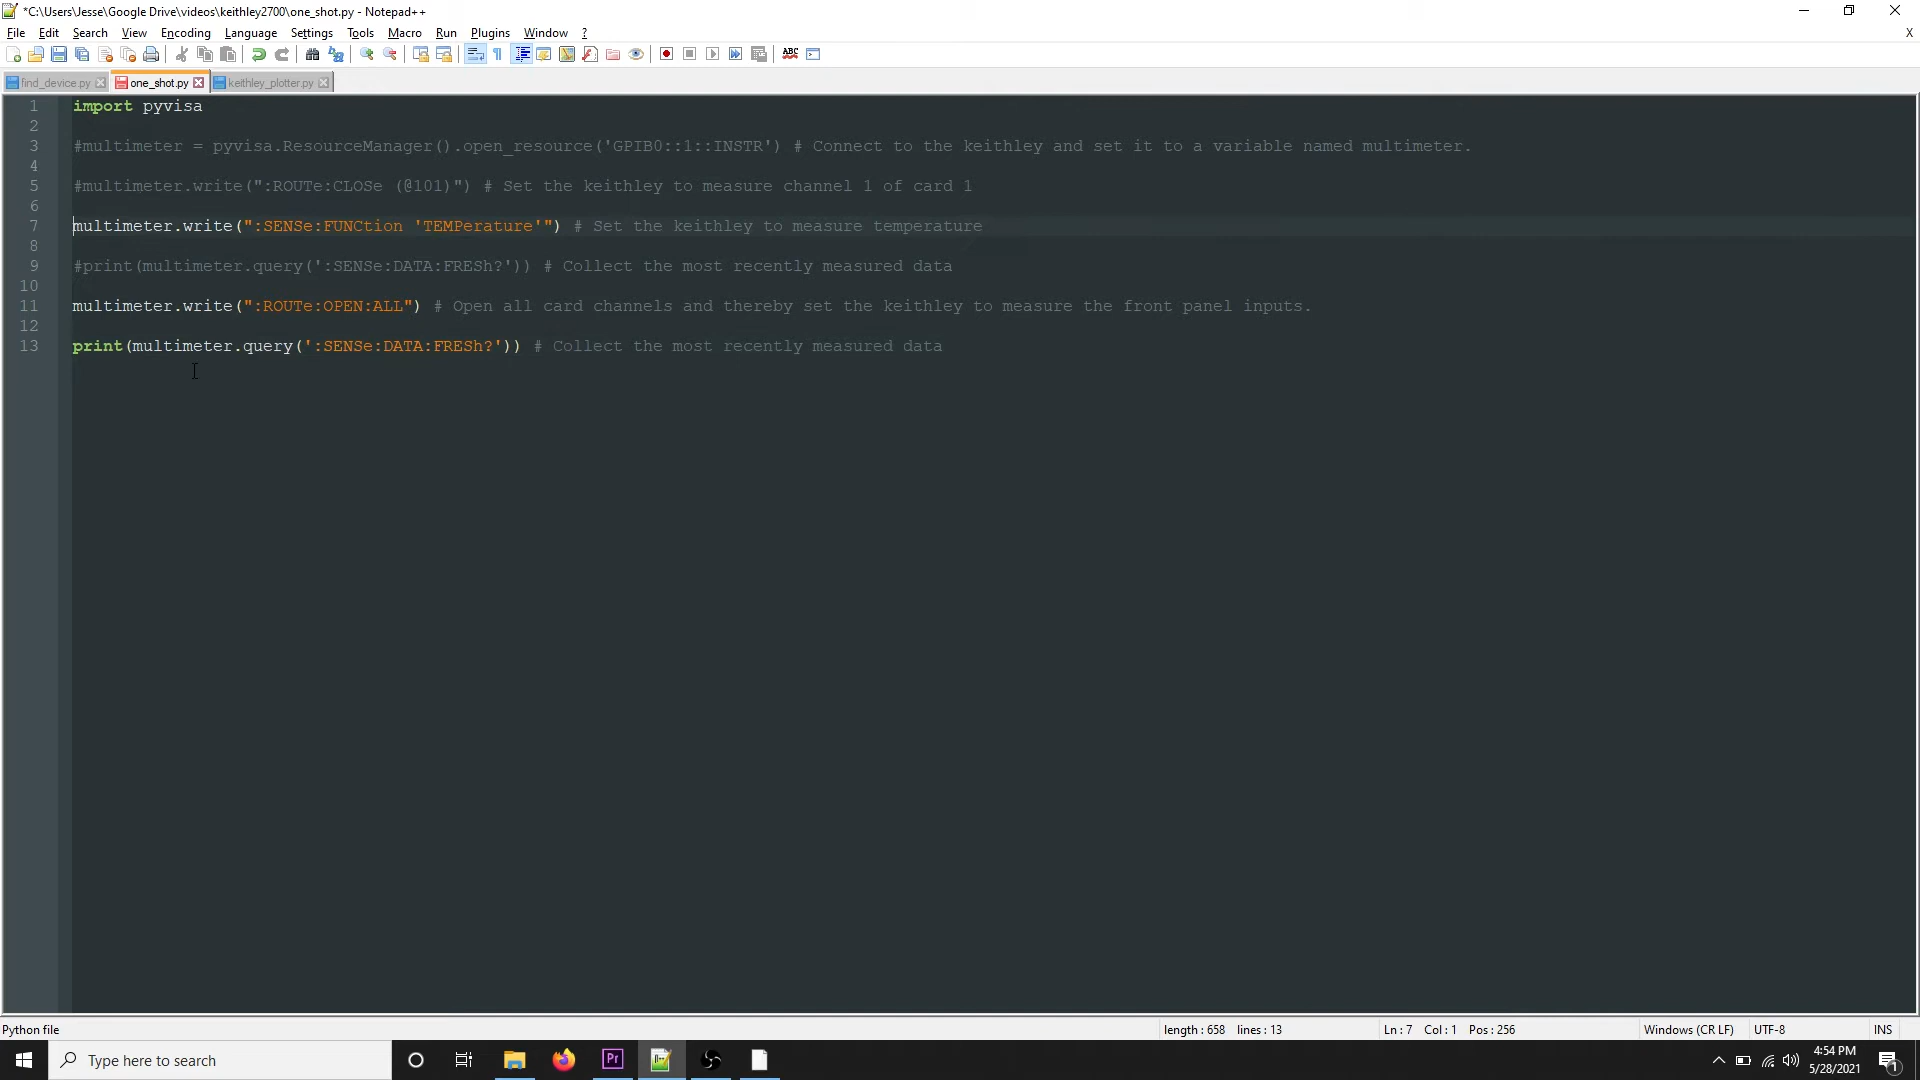 *C:\Users\Jesse\Google Drive\videos\keithley2700\one_shot.py - Notepad++
File Edit Search View Encoding Language Settings Tools Macro Run Plugins Window ? X
find_device.py one_shot.py keithley_plotter.py
1 import pyvisa
2
3 #multimeter = pyvisa.ResourceManager().open_resource('GPIB0::1::INSTR') # Connect to the keithley and set it to a variable named multimeter.
4
5 #multimeter.write(":ROUTe:CLOSe (@101)") # Set the keithley to measure channel 1 of card 1
6
7 multimeter.write(":SENSe:FUNCtion 'TEMPerature'") # Set the keithley to measure temperature
8
9 #print(multimeter.query(':SENSe:DATA:FRESh?')) # Collect the most recently measured data
10
11 multimeter.write(":ROUTe:OPEN:ALL") # Open all card channels and thereby set the keithley to measure the front panel inputs.
12
13 print(multimeter.query(':SENSe:DATA:FRESh?')) # Collect the most recently measured data
Python file length : 658 lines : 13 Ln : 7 Col : 1 Pos : 256 Windows (CR LF) UTF-8 INS
Type here to search
4:54 PM
5/28/2021